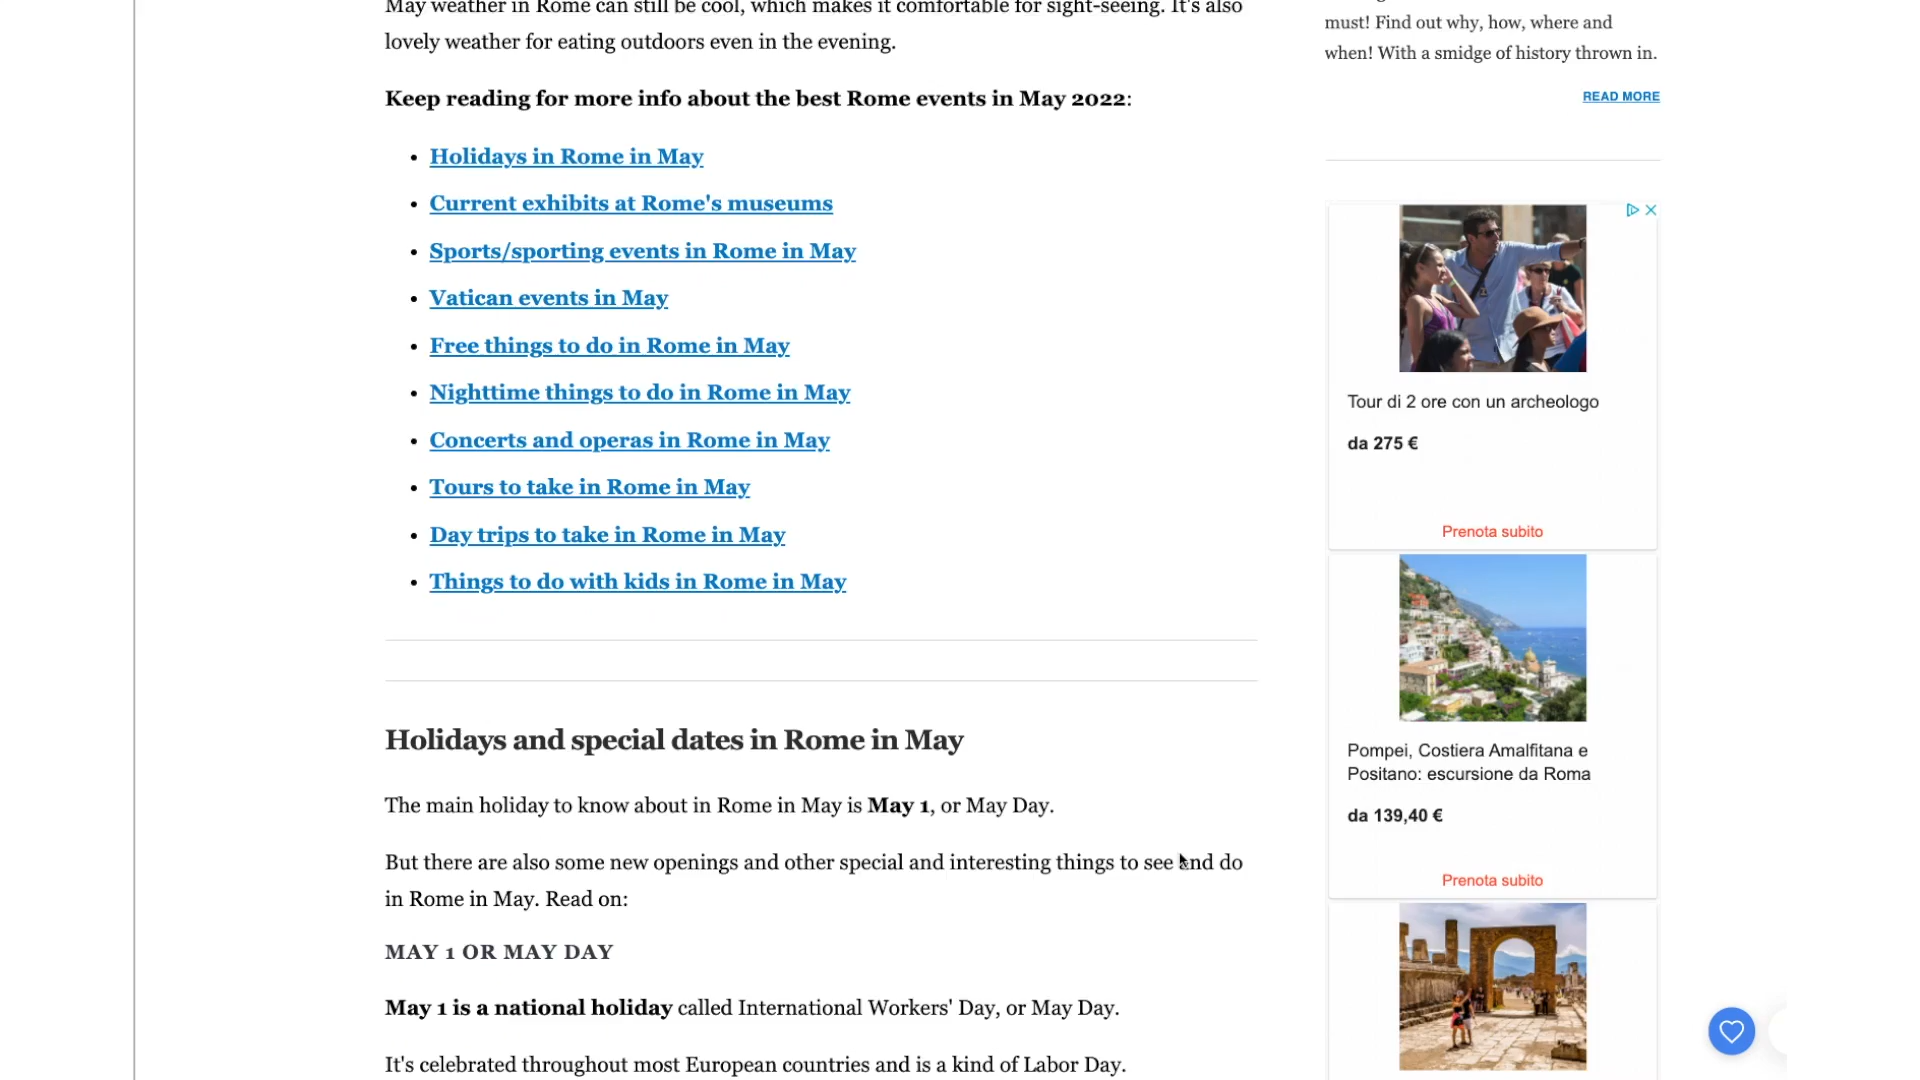 May weather in Rome can still be cool, which makes it comfortable for sight-seeing. It's also
lovely weather for eating outdoors even in the evening.
Keep reading for more info about the best Rome events in May 2022:
Holidays in Rome in May
Current exhibits at Rome's museums
Sports/sporting events in Rome in May
Vatican events in May
Free things to do in Rome in May
Nighttime things to do in Rome in May
Concerts and operas in Rome in May
Tours to take in Rome in May
Day trips to take in Rome in May
Things to do with kids in Rome in May
Holidays and special dates in Rome in May
The main holiday to know about in Rome in May is May 1, or May Day.
But there are also some new openings and other special and interesting things to see and do
in Rome in May. Read on:
MAY 1 OR MAY DAY
May 1 is a national holiday called International Workers' Day, or May Day.
It's celebrated throughout most European countries and is a kind of Labor Day.
must! Find out why, how, where and
when! With a smidge of history thrown in.
READ MORE
Tour di 2 ore con un archeologo
da 275 €
Prenota subito
Pompei, Costiera Amalfitana e
Positano: escursione da Roma
da 139,40 €
Prenota subito